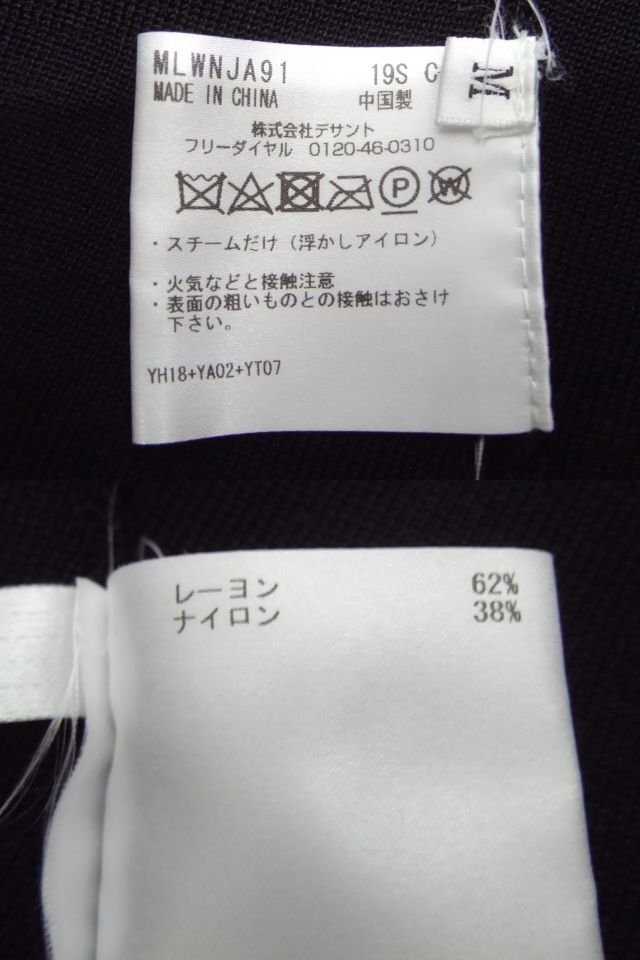 MLWNJA91 19S C
M
MADE IN CHINA 中国製
株式会社デサント
フリーダイヤル 0120-46-0310
P W
・スチームだけ（浮かしアイロン）
・火気などと接触注意
・表面の粗いものとの接触はおさけ
下さい。
YH18+YA02+YT07
レーヨン 62%
ナイロン 38%